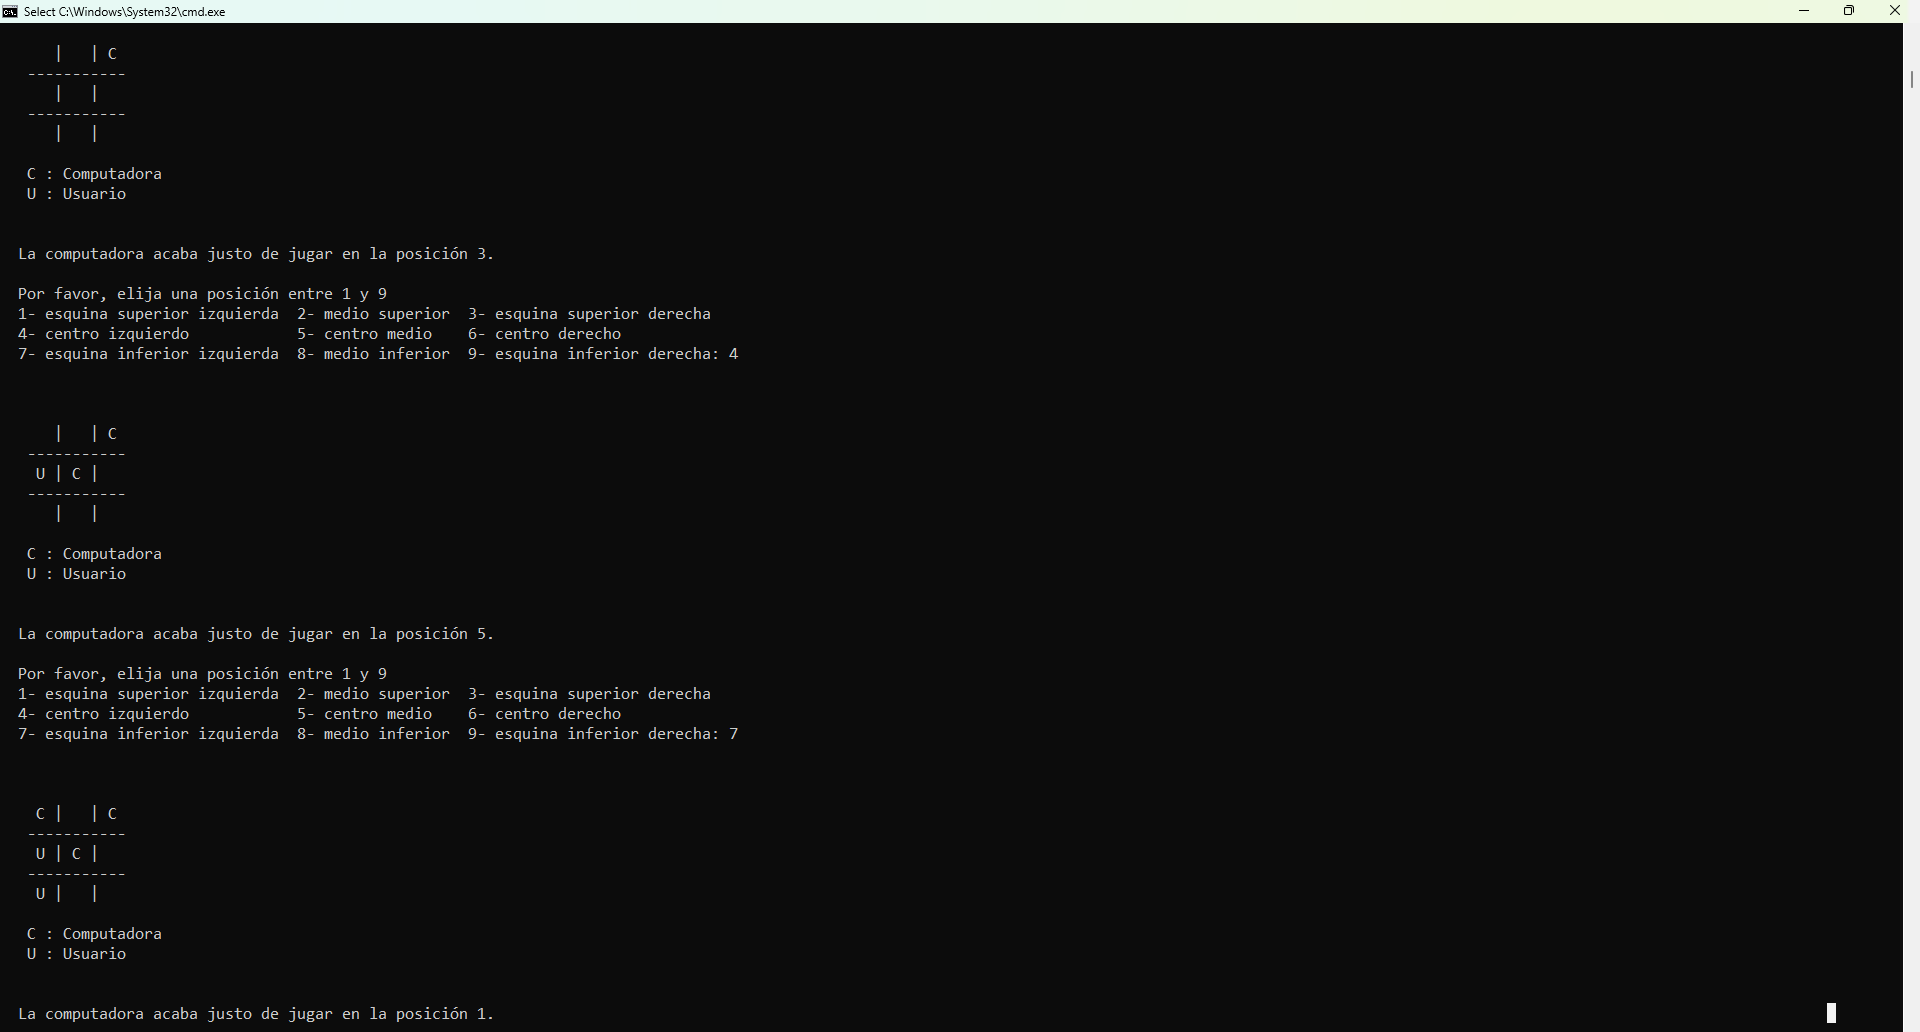 Select C:\Windows\System32\cmd.exe
| | C
-----------
| |
-----------
| |
C : Computadora
U : Usuario
La computadora acaba justo de jugar en la posición 3.
Por favor, elija una posición entre 1 y 9
1- esquina superior izquierda 2- medio superior 3- esquina superior derecha
4- centro izquierdo 5- centro medio 6- centro derecho
7- esquina inferior izquierda 8- medio inferior 9- esquina inferior derecha: 4
| | C
-----------
U | C |
-----------
| |
C : Computadora
U : Usuario
La computadora acaba justo de jugar en la posición 5.
Por favor, elija una posición entre 1 y 9
1- esquina superior izquierda 2- medio superior 3- esquina superior derecha
4- centro izquierdo 5- centro medio 6- centro derecho
7- esquina inferior izquierda 8- medio inferior 9- esquina inferior derecha: 7
C | | C
-----------
U | C |
-----------
U | |
C : Computadora
U : Usuario
La computadora acaba justo de jugar en la posición 1.